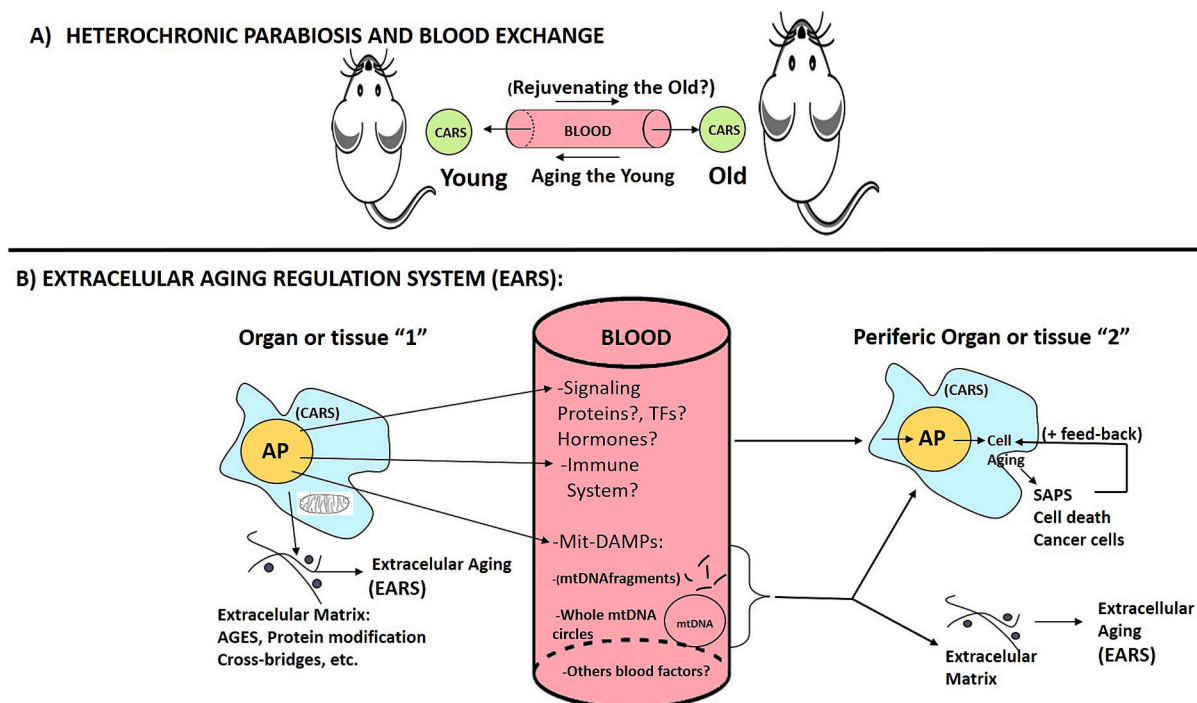 A) HETEROCHRONIC PARABIOSIS AND BLOOD EXCHANGE
(Rejuvenating the Old?)
CARS
BLOOD
CARS
Young
Aging the Young
Old
B) EXTRACELULAR AGING REGULATION SYSTEM (EARS):
Organ or tissue “1”
BLOOD
Periferic Organ or tissue “2”
(CARS)
AP
-Signaling
Proteins?, TFs?
Hormones?
-Immune
System?
-Mit-DAMPs:
-(mtDNAfragments)
-Whole mtDNA
circles
mtDNA
-Others blood factors?
Extracellular Aging
(EARS)
Extracellular Matrix:
AGES, Protein modification
Cross-bridges, etc.
(CARS)
AP
Cell
Aging
(+ feed-back)
SAPS
Cell death
Cancer cells
Extracellular
Matrix
Extracellular
Aging
(EARS)